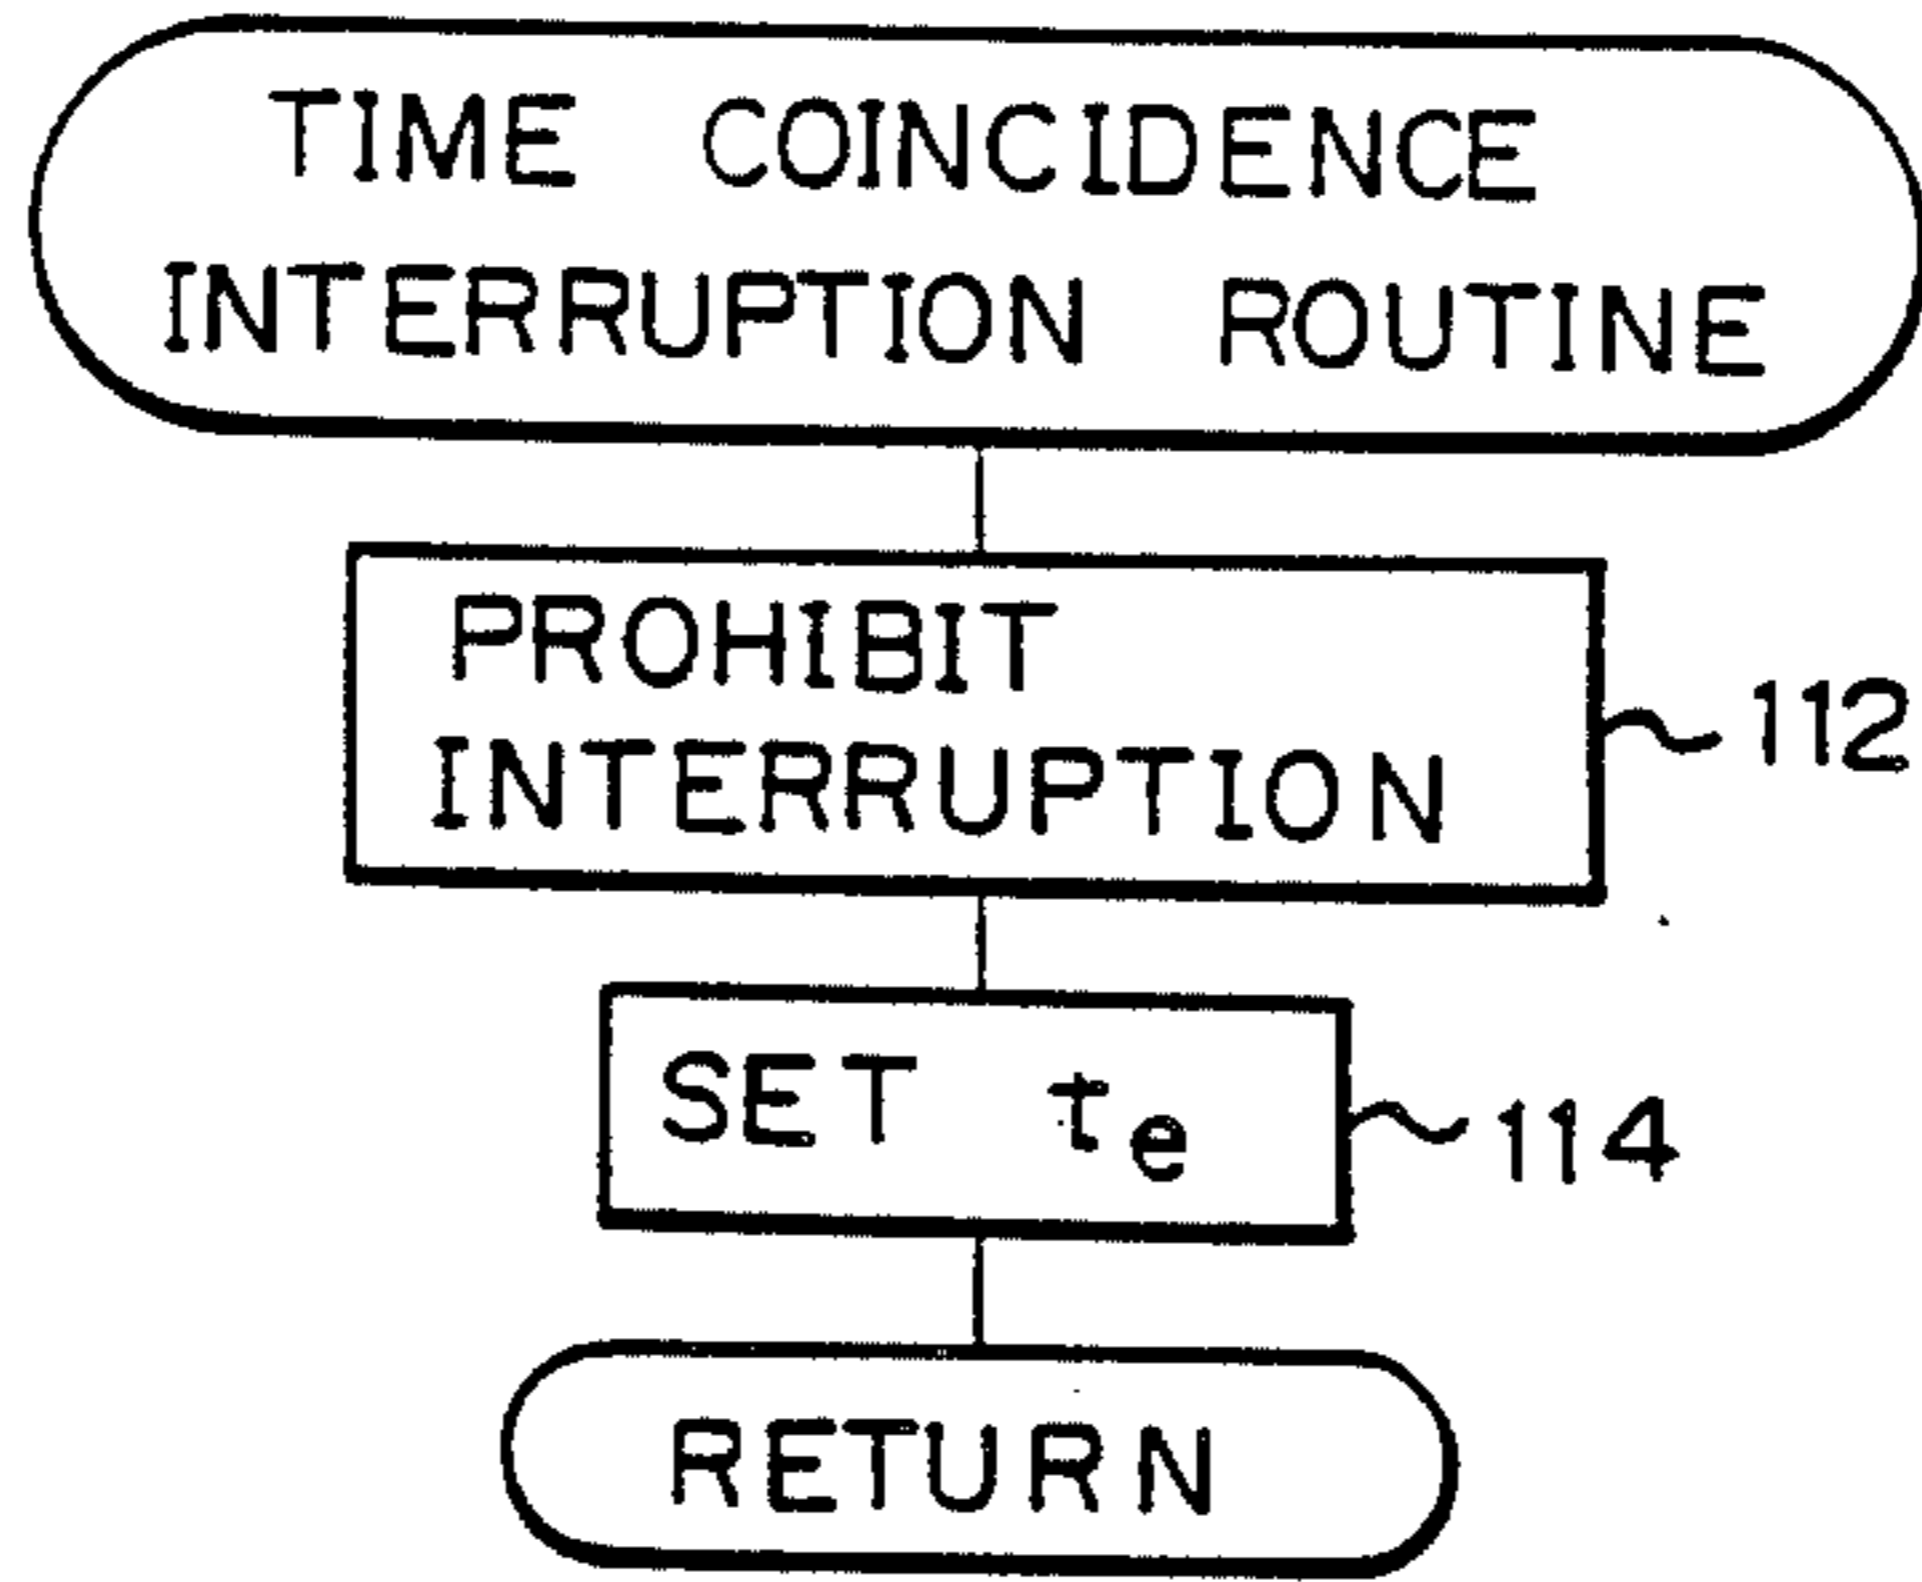 TIME COINCIDENCE
INTERRUPTION ROUTINE
PROHIBIT
INTERRUPTION
112
SET te
114
RETURN